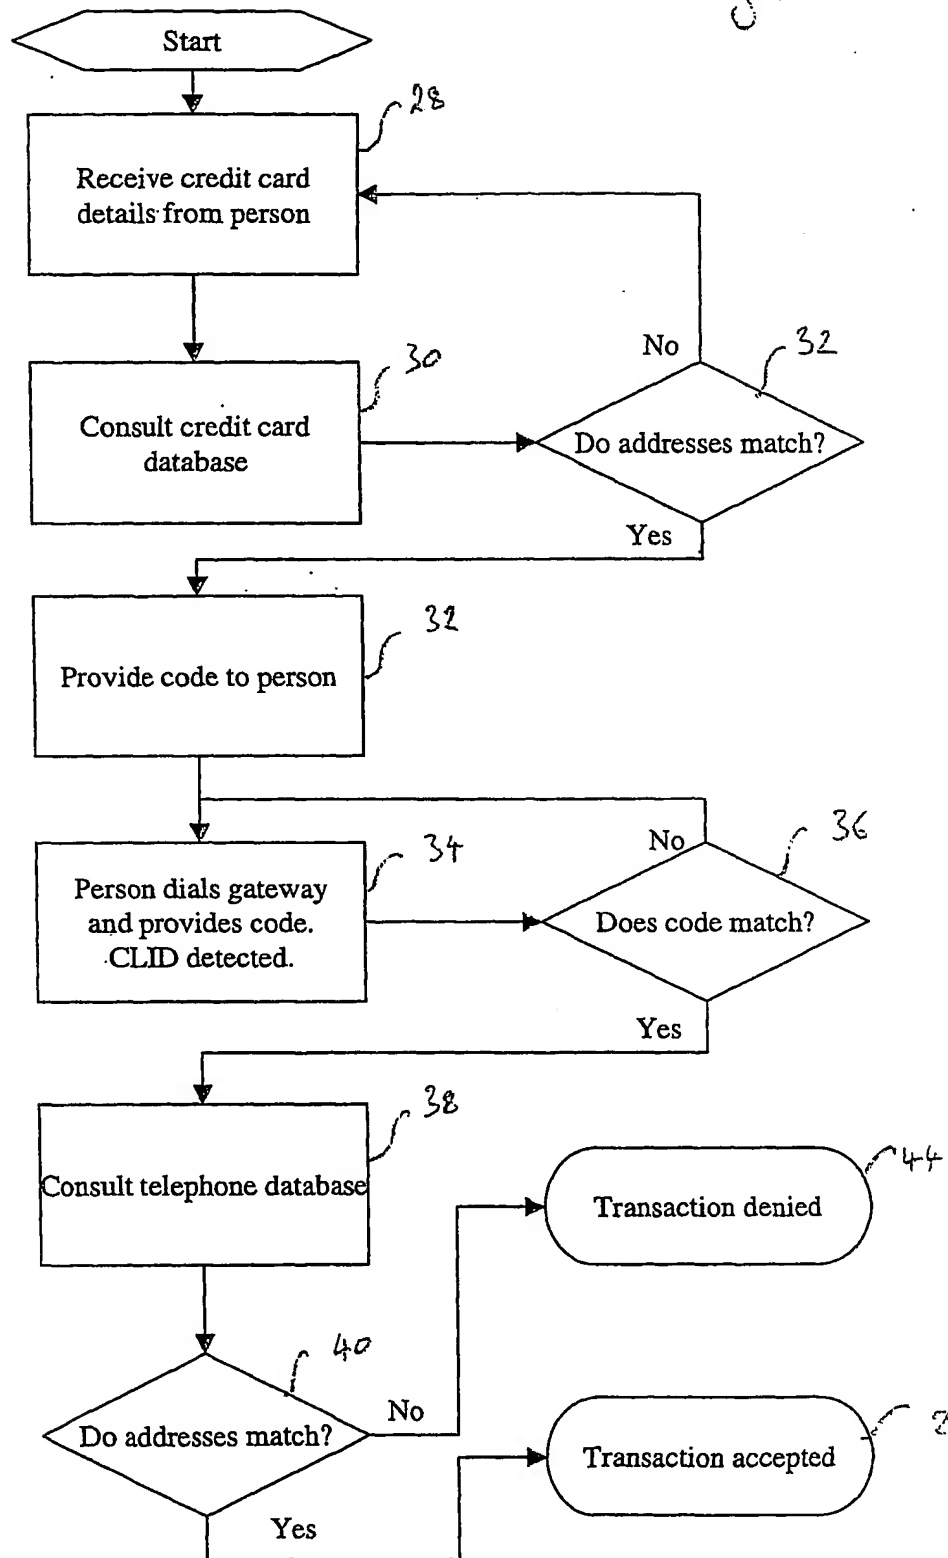 Start
28
Receive credit card
details from person
No
32
30
Consult credit card
database
Do addresses match?
Yes
32
Provide code to person
No
36
34
Person dials gateway
and provides code.
CLID detected.
Does code match?
Yes
38
Consult telephone database
44
Transaction denied
40
Do addresses match?
No
Transaction accepted
Yes